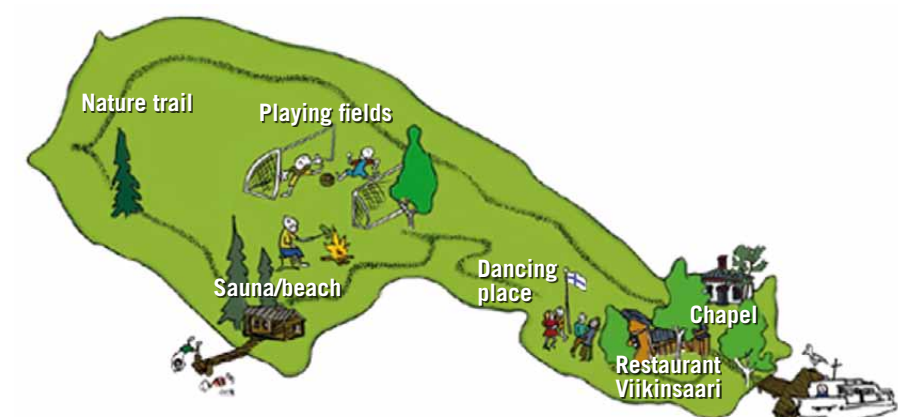 Nature trail
Playing fields
Sauna/beach
Dancing
place
Chapel
Restaurant
Viikinsaari